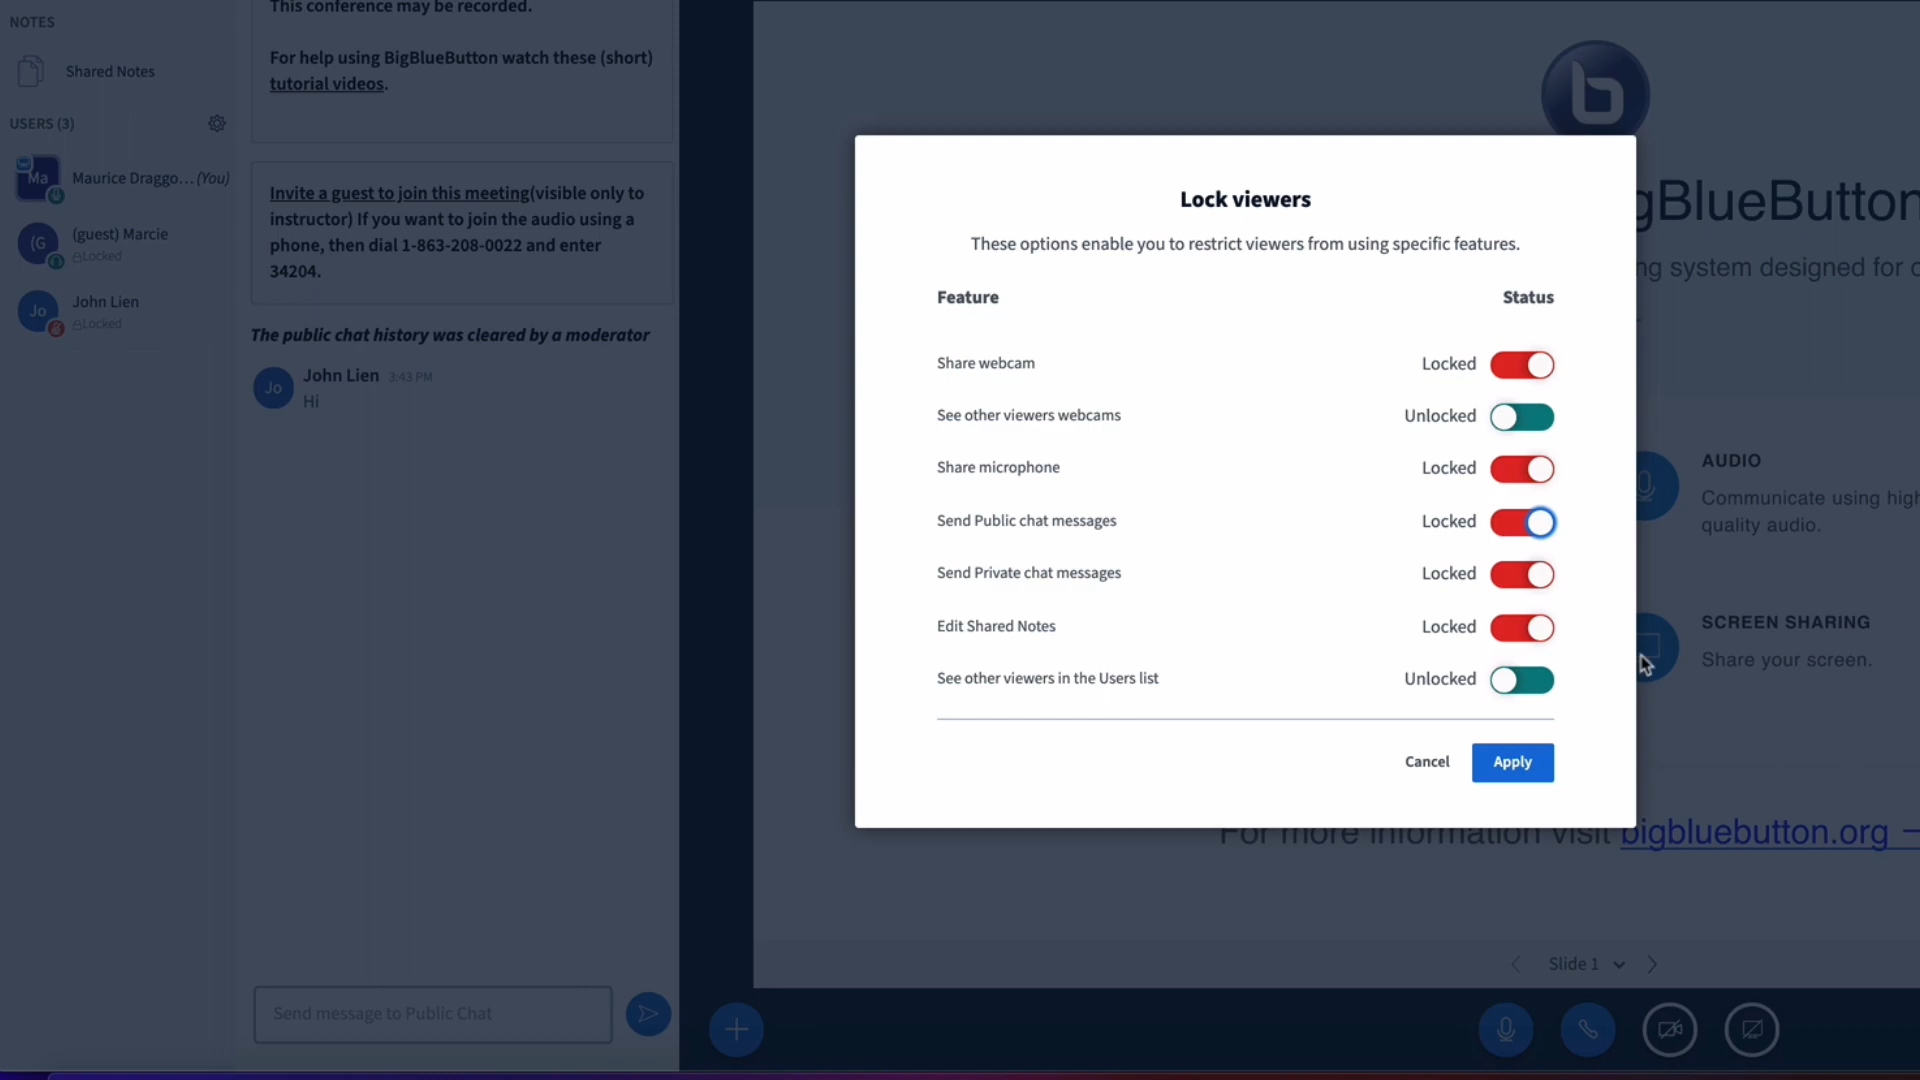 NOTES
Shared Notes
USERS (3)
Ma
Maurice Draggo... (You)
(G
(guest) Marcie
Locked
Jo
John Lien
Locked
This conference may be recorded.
For help using BigBlueButton watch these (short)
tutorial videos.
Invite a guest to join this meeting(visible only to
instructor) If you want to join the audio using a
phone, then dial 1-863-208-0022 and enter
34204.
The public chat history was cleared by a moderator
Jo
John Lien 3:43 PM
Hi
Send message to Public Chat
Lock viewers
These options enable you to restrict viewers from using specific features.
Feature Status
Share webcam Locked
See other viewers webcams Unlocked
Share microphone Locked
Send Public chat messages Locked
Send Private chat messages Locked
Edit Shared Notes Locked
See other viewers in the Users list Unlocked
Cancel Apply
b
gBlueButton
ng system designed for
AUDIO
Communicate using high
quality audio.
SCREEN SHARING
Share your screen.
For more information visit bigbluebutton.org →
Slide 1